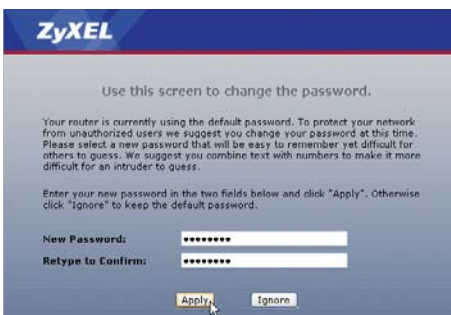 ZyXEL
Use this screen to change the password.
Your router is currently using the default password. To protect your network
from unauthorized users we suggest you change your password at this time.
Please select a new password that will be easy to remember yet difficult for
others to guess. We suggest you combine text with numbers to make it more
difficult for an intruder to guess.
Enter your new password in the two fields below and click "Apply". Otherwise
click "Ignore" to keep the default password.
New Password: ••••••••
Retype to Confirm: ••••••••
Apply Ignore